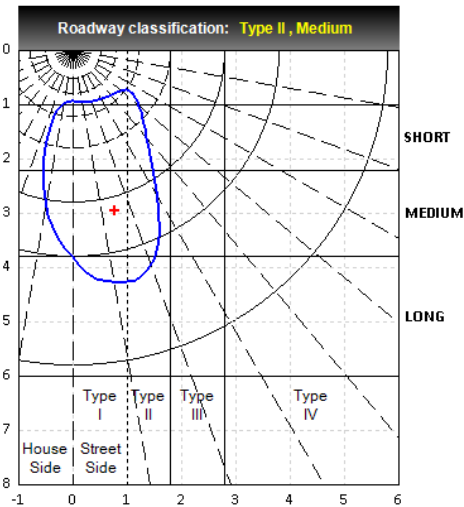 Roadway classification: Type II , Medium
0
1
SHORT
2
3
MEDIUM
4
5
LONG
6
Type I
Type II
Type III
Type IV
7
House Side
Street Side
8
-1 0 1 2 3 4 5 6